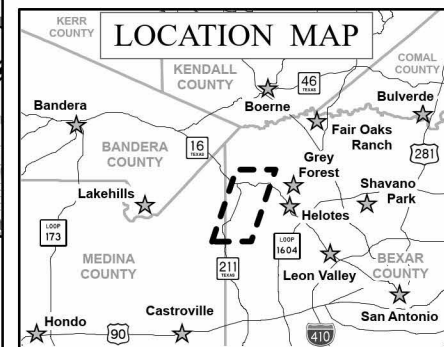 LOCATION MAP
KERR
COUNTY
KENDALL
COUNTY
46
TEXAS
COMAL
COUNTY
Boerne
Bulverde
Bandera
Fair Oaks
Ranch
16
TEXAS
281
BANDERA
COUNTY
Grey
Forest
Lakehills
Shavano
Park
Helotes
LOOP
173
LOOP
1604
MEDINA
COUNTY
211
TEXAS
Leon Valley
BEXAR
COUNTY
Castroville
San Antonio
Hondo
90
410